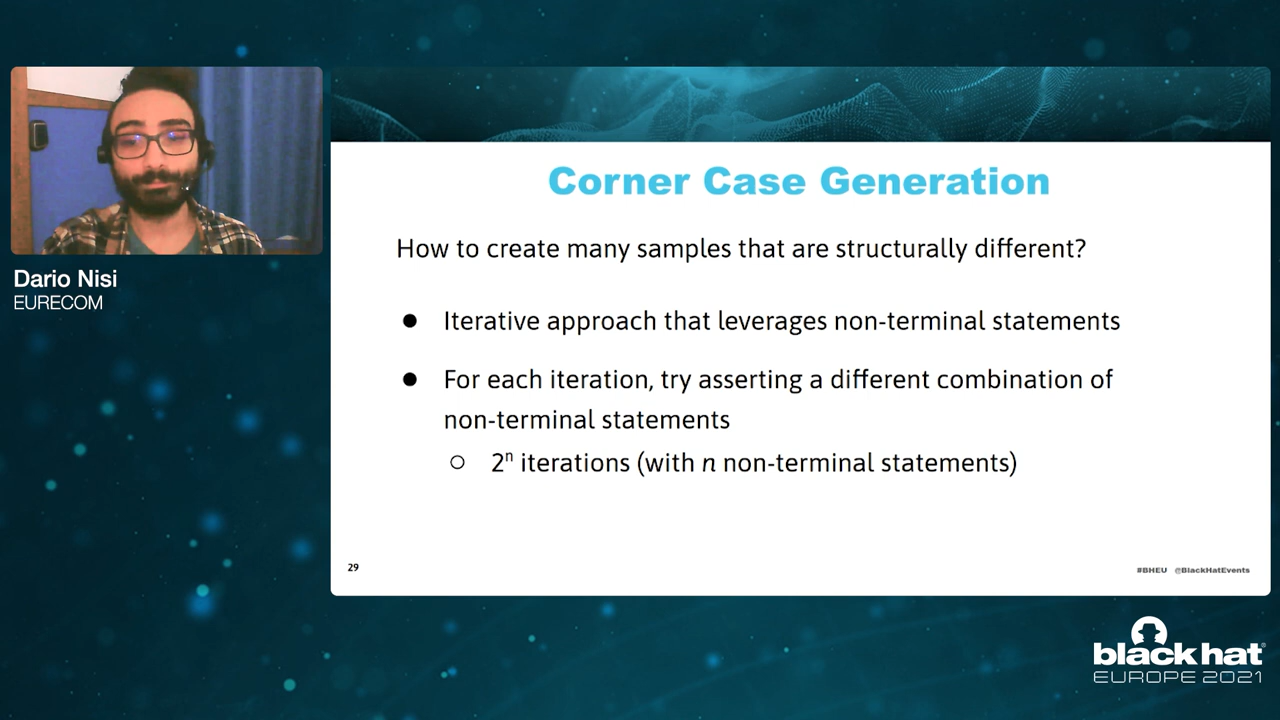 Dario Nisi
EURECOM
Corner Case Generation
How to create many samples that are structurally different?
● Iterative approach that leverages non-terminal statements
● For each iteration, try asserting a different combination of
non-terminal statements
○ 2ⁿ iterations (with n non-terminal statements)
29
#BHEU @BlackHatEvents
black hat®
EUROPE 2021